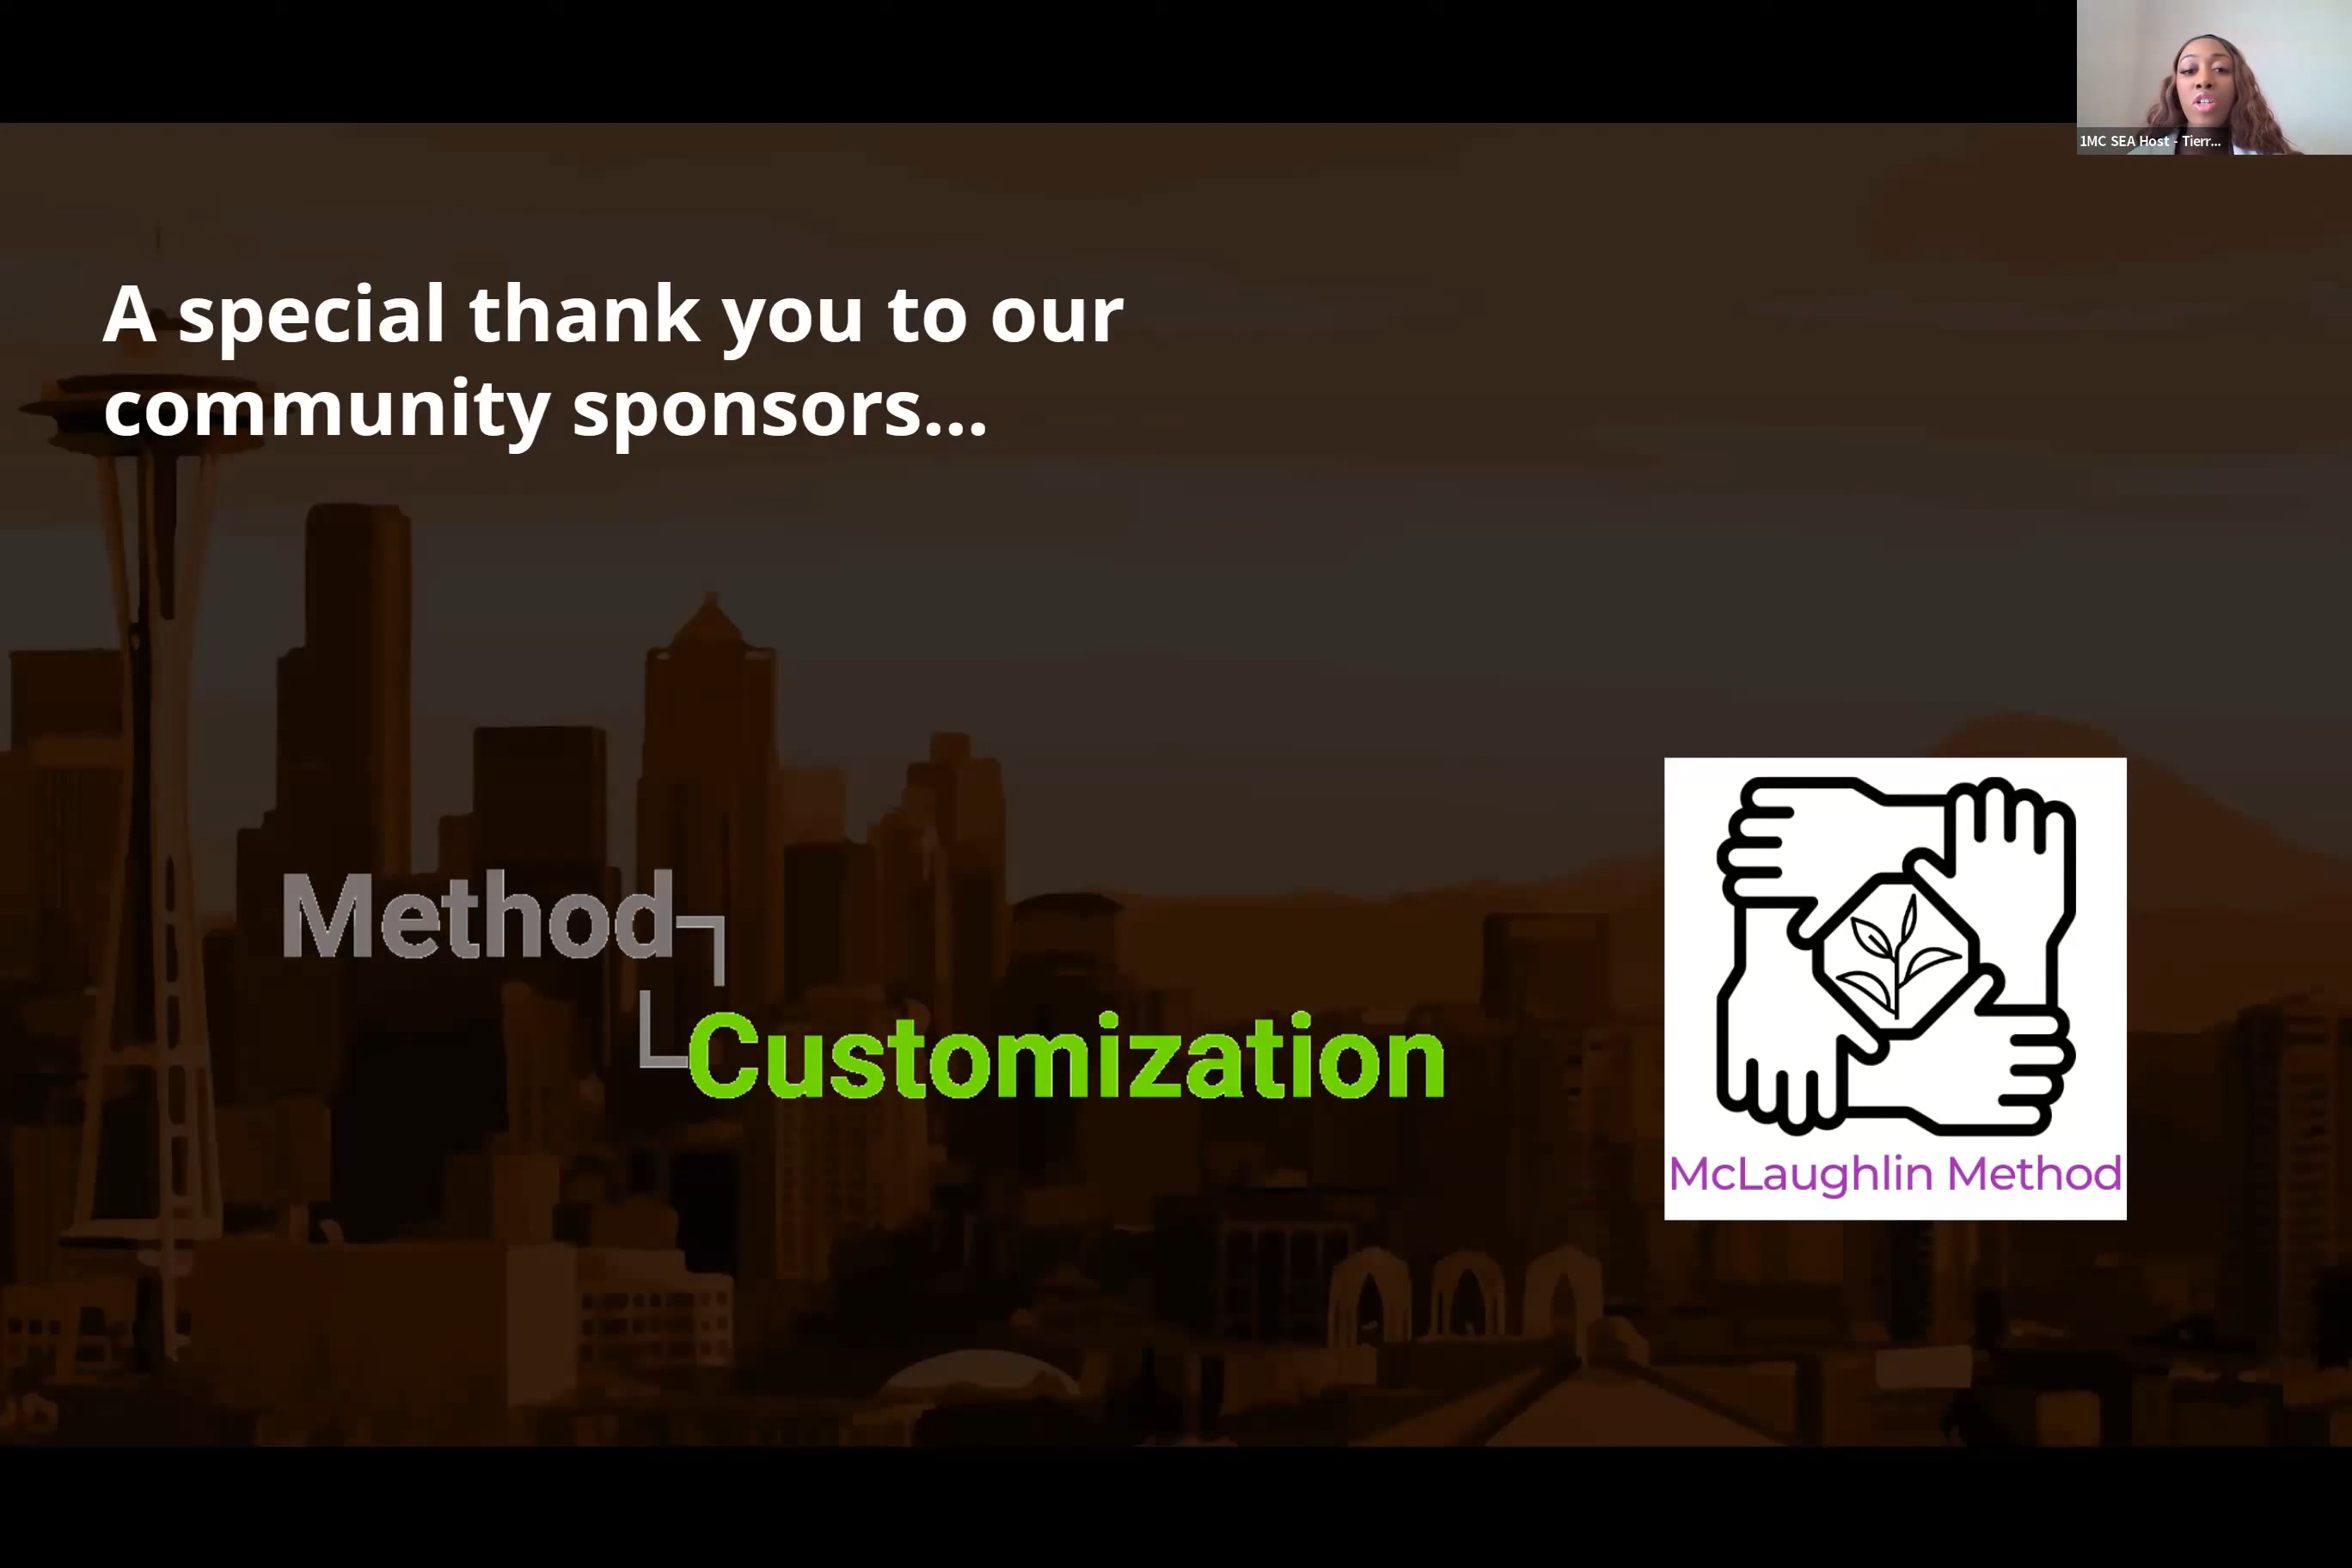 1MC SEA Host - Tierr...
A special thank you to our
community sponsors...
Method
Customization
McLaughlin Method